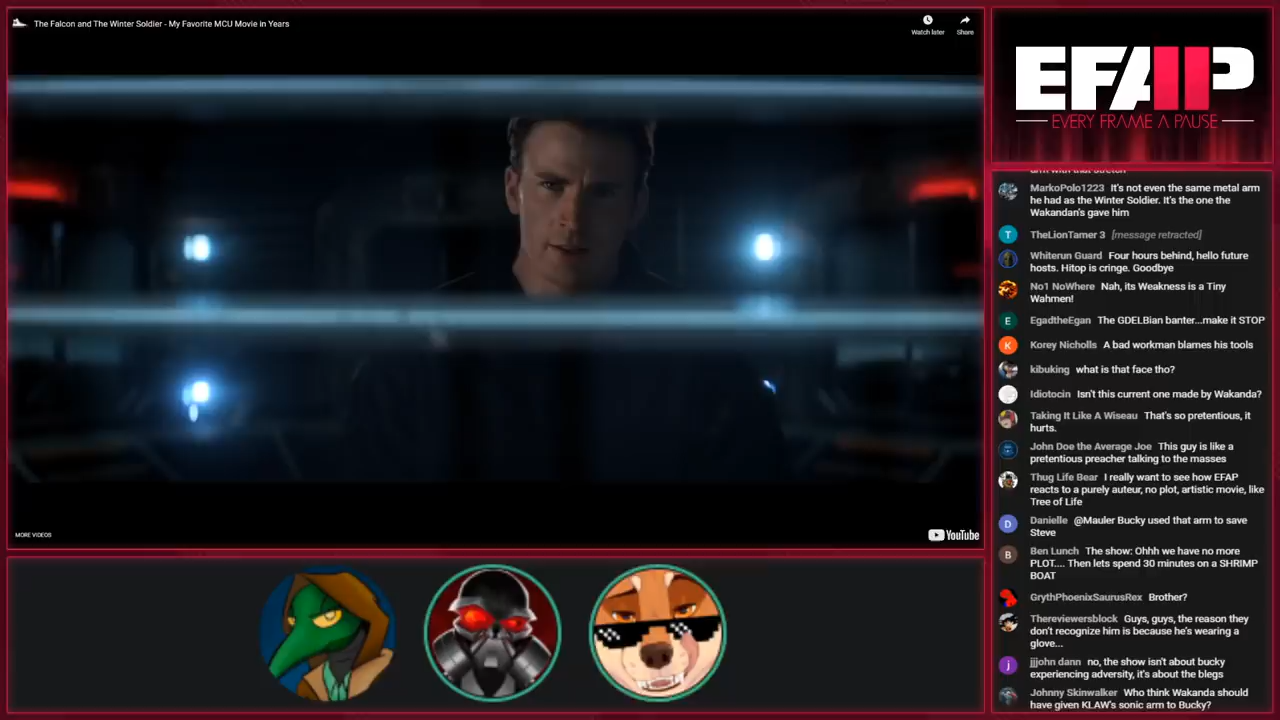 The Falcon and The Winter Soldier - My Favorite MCU Movie in Years
Watch later
Share
MORE VIDEOS
YouTube
EFAP
EVERY FRAME A PAUSE
arm with that stretch
MarkoPolo1223 It's not even the same metal arm
he had as the Winter Soldier. It's the one the
Wakandan's gave him
TheLionTamer 3 [message retracted]
Whiterun Guard Four hours behind, hello future
hosts. Hitop is cringe. Goodbye
No1 NoWhere Nah, its Weakness is a Tiny
Wahmen!
EgadtheEgan The GDELBian banter...make it STOP
Korey Nicholls A bad workman blames his tools
kibuking what is that face tho?
Idiotocin Isn't this current one made by Wakanda?
Taking It Like A Wiseau That's so pretentious, it
hurts.
John Doe the Average Joe This guy is like a
pretentious preacher talking to the masses
Thug Life Bear I really want to see how EFAP
reacts to a purely auteur, no plot, artistic movie, like
Tree of Life
Danielle @Mauler Bucky used that arm to save
Steve
Ben Lunch The show: Ohhh we have no more
PLOT.... Then lets spend 30 minutes on a SHRIMP
BOAT
GrythPhoenixSaurusRex Brother?
Thereviewersblock Guys, guys, the reason they
don't recognize him is because he's wearing a
glove...
jjjohn dann no, the show isn't about bucky
experiencing adversity, it's about the blegs
Johnny Skinwalker Who think Wakanda should
have given KLAW's sonic arm to Bucky?